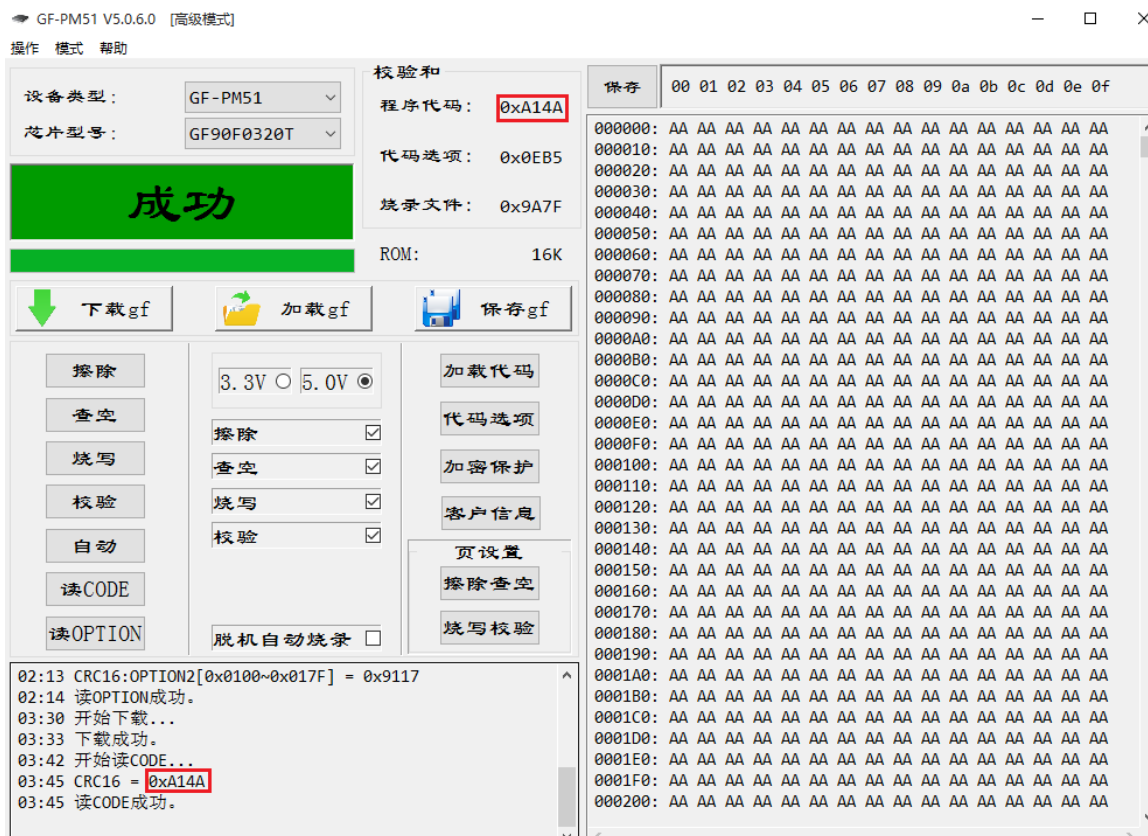 GF-PM51 V5.0.6.0 [高级模式]
操作 模式 帮助
设备类型: GF-PM51
芯片型号: GF90F0320T
成功
校验和
程序代码: 0xA14A
代码选项: 0x0EB5
烧录文件: 0x9A7F
ROM: 16K
下载gf 加载gf 保存gf
擦除
查空
烧写
校验
自动
读CODE
读OPTION
3.3V 5.0V
擦除
查空
烧写
校验
脱机自动烧录
加载代码
代码选项
加密保护
客户信息
页设置
擦除查空
烧写校验
02:13 CRC16:OPTION2[0x0100~0x017F] = 0x9117
02:14 读OPTION成功。
03:30 开始下载...
03:33 下载成功。
03:42 开始读CODE...
03:45 CRC16 = 0xA14A
03:45 读CODE成功。
保存 00 01 02 03 04 05 06 07 08 09 0a 0b 0c 0d 0e 0f
000000: AA AA AA AA AA AA AA AA AA AA AA AA AA AA AA AA
000010: AA AA AA AA AA AA AA AA AA AA AA AA AA AA AA AA
000020: AA AA AA AA AA AA AA AA AA AA AA AA AA AA AA AA
000030: AA AA AA AA AA AA AA AA AA AA AA AA AA AA AA AA
000040: AA AA AA AA AA AA AA AA AA AA AA AA AA AA AA AA
000050: AA AA AA AA AA AA AA AA AA AA AA AA AA AA AA AA
000060: AA AA AA AA AA AA AA AA AA AA AA AA AA AA AA AA
000070: AA AA AA AA AA AA AA AA AA AA AA AA AA AA AA AA
000080: AA AA AA AA AA AA AA AA AA AA AA AA AA AA AA AA
000090: AA AA AA AA AA AA AA AA AA AA AA AA AA AA AA AA
0000A0: AA AA AA AA AA AA AA AA AA AA AA AA AA AA AA AA
0000B0: AA AA AA AA AA AA AA AA AA AA AA AA AA AA AA AA
0000C0: AA AA AA AA AA AA AA AA AA AA AA AA AA AA AA AA
0000D0: AA AA AA AA AA AA AA AA AA AA AA AA AA AA AA AA
0000E0: AA AA AA AA AA AA AA AA AA AA AA AA AA AA AA AA
0000F0: AA AA AA AA AA AA AA AA AA AA AA AA AA AA AA AA
000100: AA AA AA AA AA AA AA AA AA AA AA AA AA AA AA AA
000110: AA AA AA AA AA AA AA AA AA AA AA AA AA AA AA AA
000120: AA AA AA AA AA AA AA AA AA AA AA AA AA AA AA AA
000130: AA AA AA AA AA AA AA AA AA AA AA AA AA AA AA AA
000140: AA AA AA AA AA AA AA AA AA AA AA AA AA AA AA AA
000150: AA AA AA AA AA AA AA AA AA AA AA AA AA AA AA AA
000160: AA AA AA AA AA AA AA AA AA AA AA AA AA AA AA AA
000170: AA AA AA AA AA AA AA AA AA AA AA AA AA AA AA AA
000180: AA AA AA AA AA AA AA AA AA AA AA AA AA AA AA AA
000190: AA AA AA AA AA AA AA AA AA AA AA AA AA AA AA AA
0001A0: AA AA AA AA AA AA AA AA AA AA AA AA AA AA AA AA
0001B0: AA AA AA AA AA AA AA AA AA AA AA AA AA AA AA AA
0001C0: AA AA AA AA AA AA AA AA AA AA AA AA AA AA AA AA
0001D0: AA AA AA AA AA AA AA AA AA AA AA AA AA AA AA AA
0001E0: AA AA AA AA AA AA AA AA AA AA AA AA AA AA AA AA
0001F0: AA AA AA AA AA AA AA AA AA AA AA AA AA AA AA AA
000200: AA AA AA AA AA AA AA AA AA AA AA AA AA AA AA AA